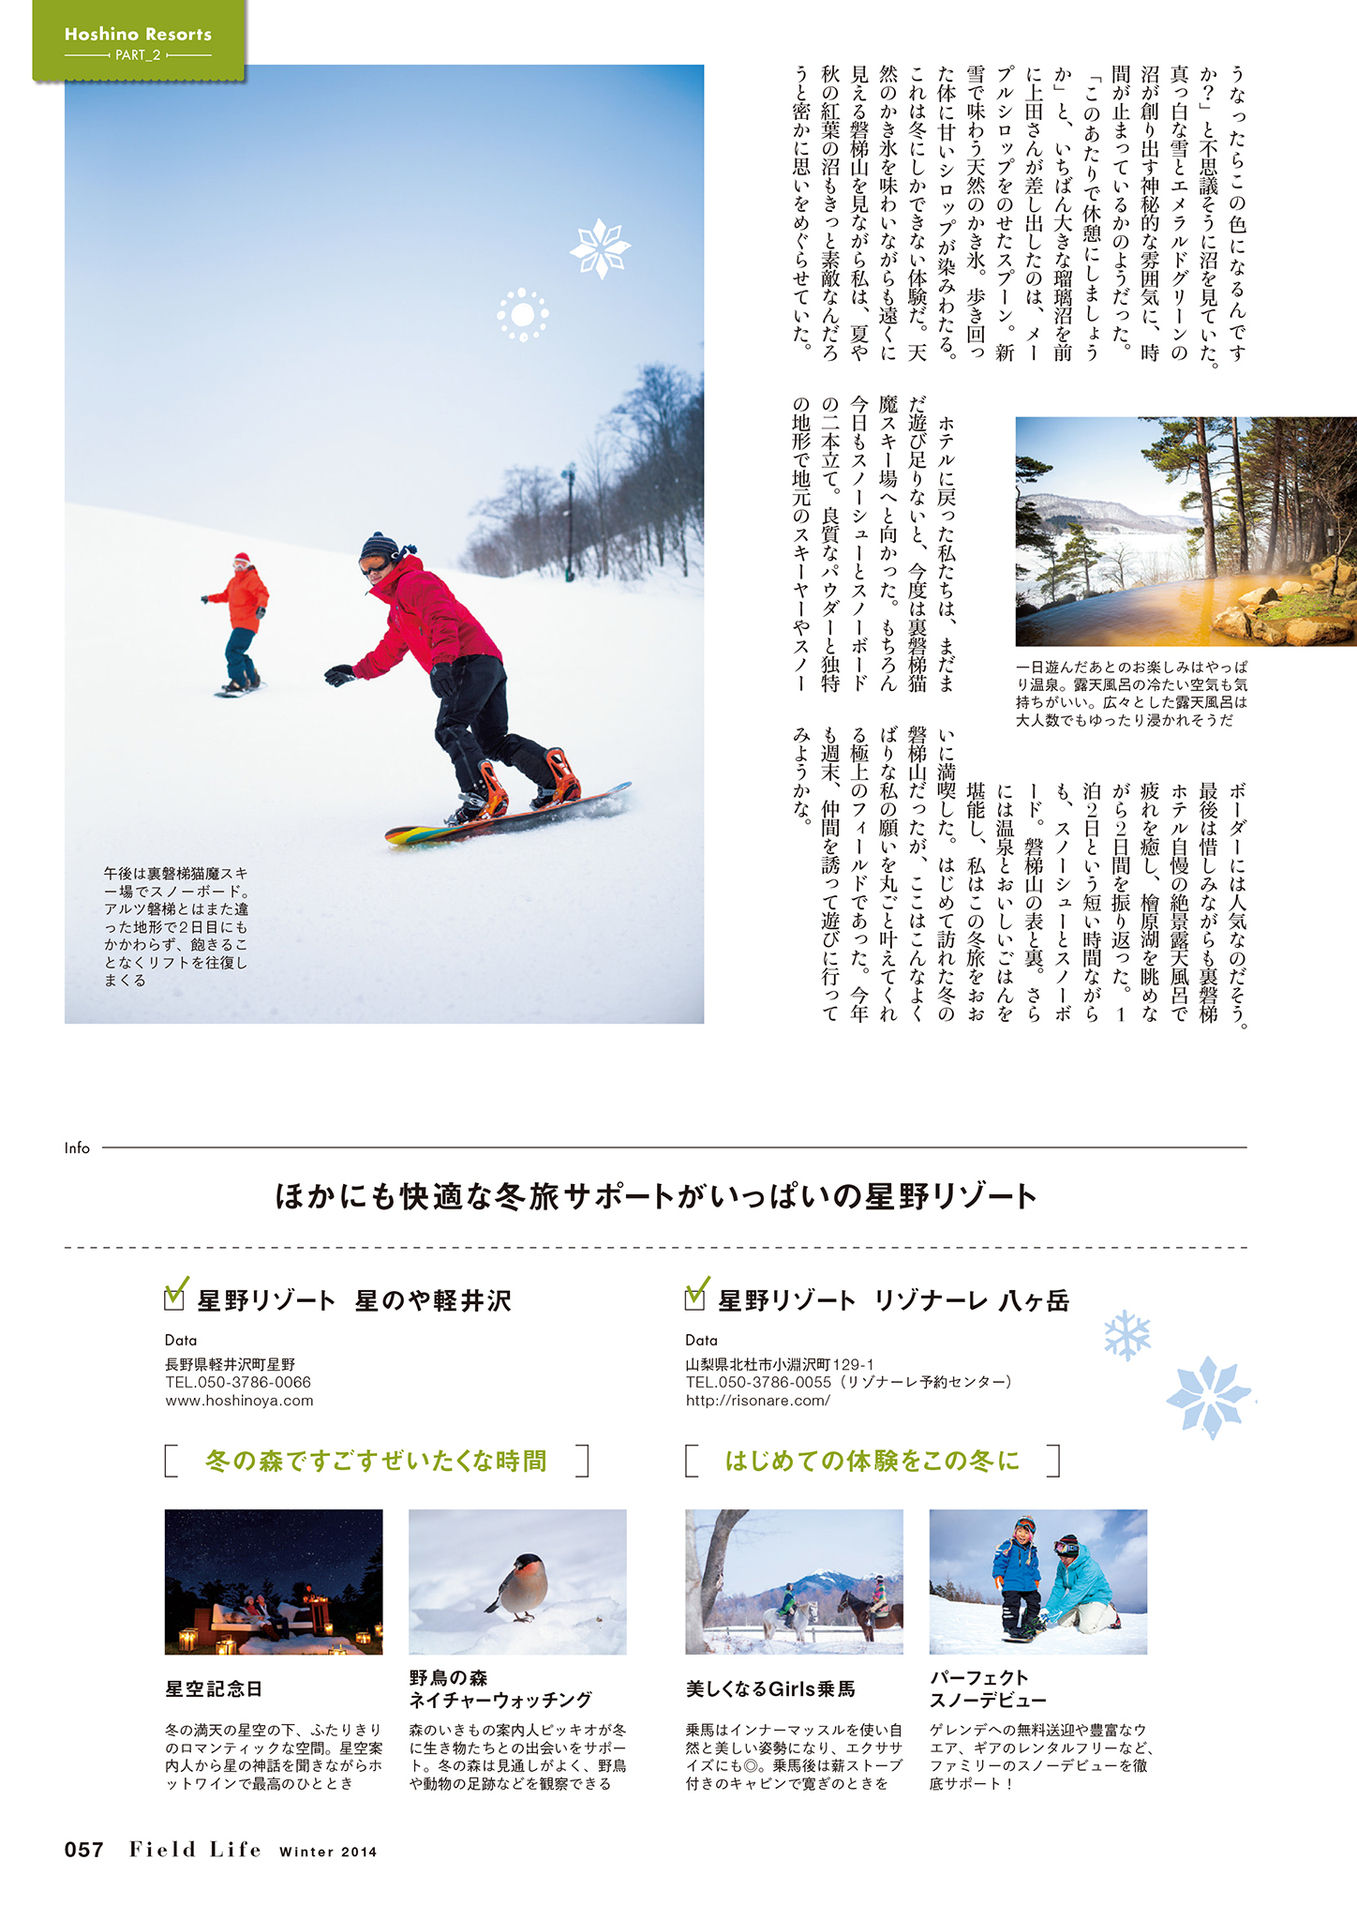 Hoshino Resorts
PART_2
うなったらこの色になるんです
か？」と不思議そうに沼を見ていた。
真っ白な雪とエメラルドグリーンの
沼が創り出す神秘的な雰囲気に、時
間が止まっているかのようだった。
「このあたりで休憩にしましょう
か」と、いちばん大きな瑠璃沼を前
に上田さんが差し出したのは、メー
プルシロップをのせたスプーン。新
雪で味わう天然のかき氷。歩き回っ
た体に甘いシロップが染みわたる。
これは冬にしかできない体験だ。天
然のかき氷を味わいながらも遠くに
見える磐梯山を見ながら私は、夏や
秋の紅葉の沼もきっと素敵なんだろ
うと密かに思いをめぐらせていた。
ホテルに戻った私たちは、まだま
だ遊び足りないと、今度は裏磐梯猫
魔スキー場へと向かった。もちろん
今日もスノーシューとスノーボード
の二本立て。良質なパウダーと独特
の地形で地元のスキーヤーやスノー
ボーダーには人気なのだそう。
最後は惜しみながらも裏磐梯
ホテル自慢の絶景露天風呂で
疲れを癒し、檜原湖を眺めな
がら2日間を振り返った。1
泊2日という短い時間ながら
も、スノーシューとスノーボ
ード。磐梯山の表と裏。さら
には温泉とおいしいごはんを
堪能し、私はこの冬旅をおお
いに満喫した。はじめて訪れた冬の
磐梯山だったが、ここはこんなよく
ばりな私の願いを丸ごと叶えてくれ
る極上のフィールドであった。今年
も週末、仲間を誘って遊びに行って
みようかな。
一日遊んだあとのお楽しみはやっぱ
り温泉。露天風呂の冷たい空気も気
持ちがいい。広々とした露天風呂は
大人数でもゆったり浸かれそうだ
午後は裏磐梯猫魔スキ
ー場でスノーボード。
アルツ磐梯とはまた違
った地形で2日目にも
かかわらず、飽きるこ
となくリフトを往復し
まくる
Info
ほかにも快適な冬旅サポートがいっぱいの星野リゾート
星野リゾート 星のや軽井沢
Data
長野県軽井沢町星野
TEL.050-3786-0066
www.hoshinoya.com
冬の森ですごすぜいたくな時間
星空記念日
冬の満天の星空の下、ふたりきり
のロマンティックな空間。星空案
内人から星の神話を聞きながらホ
ットワインで最高のひととき
野鳥の森
ネイチャーウォッチング
森のいきもの案内人ピッキオが冬
に生き物たちとの出会いをサポー
ト。冬の森は見通しがよく、野鳥
や動物の足跡などを観察できる
星野リゾート リゾナーレ 八ヶ岳
Data
山梨県北杜市小淵沢町129-1
TEL.050-3786-0055（リゾナーレ予約センター）
http://risonare.com/
はじめての体験をこの冬に
美しくなるGirls乗馬
乗馬はインナーマッスルを使い自
然と美しい姿勢になり、エクササ
イズにも◎。乗馬後は薪ストーブ
付きのキャビンで寛ぎのときを
パーフェクト
スノーデビュー
ゲレンデへの無料送迎や豊富なウ
エア、ギアのレンタルフリーなど、
ファミリーのスノーデビューを徹
底サポート！
057 Field Life Winter 2014